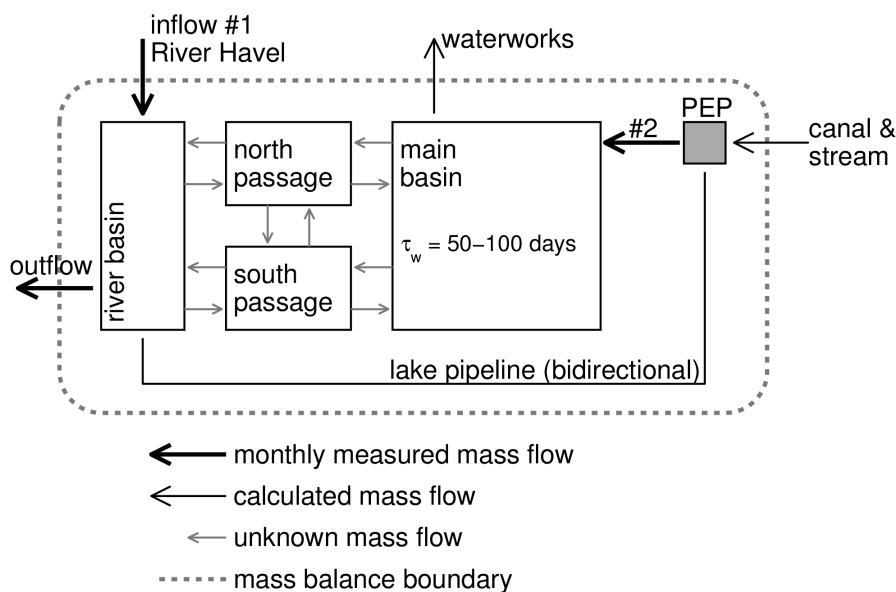 inflow #1
River Havel
waterworks
PEP
#2
canal &
stream
north
passage
main
basin
river basin
τw = 50−100 days
outflow
south
passage
lake pipeline (bidirectional)
monthly measured mass flow
calculated mass flow
unknown mass flow
mass balance boundary